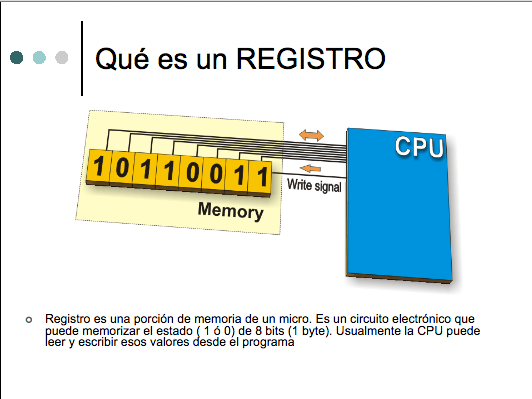 Qué es un REGISTRO
CPU
1 0 1 1 0 0 1 1
Write signal
Memory
Registro es una porción de memoria de un micro. Es un circuito electrónico que
puede memorizar el estado ( 1 ó 0) de 8 bits (1 byte). Usualmente la CPU puede
leer y escribir esos valores desde el programa